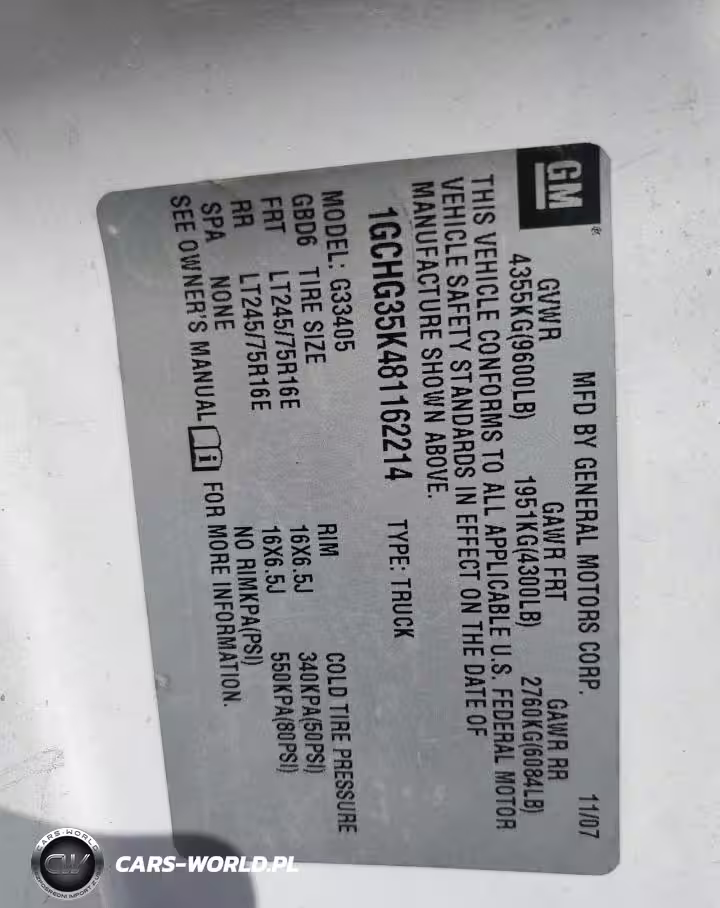 GM
MFD BY GENERAL MOTORS CORP. 11/07
GVWR GAWR FRT GAWR RR
4355KG(9600LB) 1951KG(4300LB) 2760KG(6084LB)
THIS VEHICLE CONFORMS TO ALL APPLICABLE U.S. FEDERAL MOTOR
VEHICLE SAFETY STANDARDS IN EFFECT ON THE DATE OF
MANUFACTURE SHOWN ABOVE.
1GCHG35K481162214 TYPE: TRUCK
MODEL: G33405
GBD6 TIRE SIZE RIM COLD TIRE PRESSURE
FRT LT245/75R16E 16X6.5J 340KPA(50PSI)
RR LT245/75R16E 16X6.5J 550KPA(80PSI)
SPA NONE NO RIMKPA(PSI)
SEE OWNER'S MANUAL i FOR MORE INFORMATION.
CARS-WORLD
CW
CARS-WORLD.PL